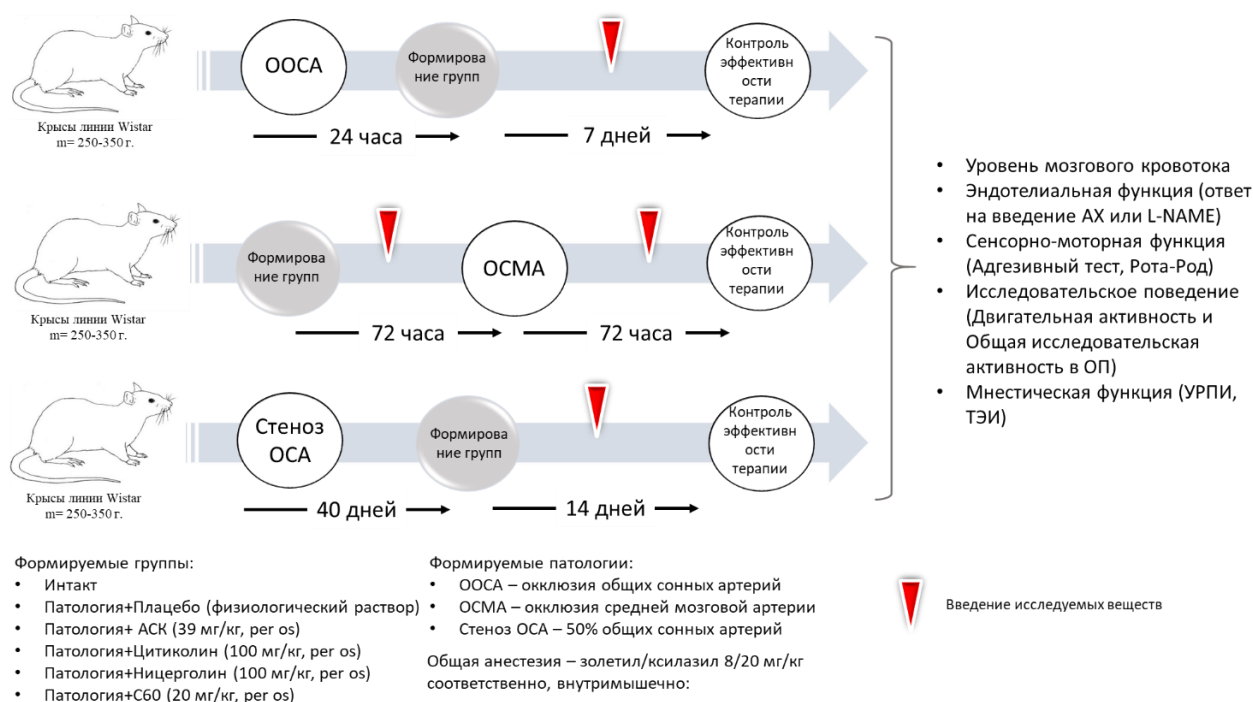 ООСА
Формирова
ние групп
Контроль
эффективн
ости
терапии
Крысы линии Wistar
m= 250-350 г.
24 часа
7 дней
Формирова
ние групп
ОСМА
Контроль
эффективн
ости
терапии
Крысы линии Wistar
m= 250-350 г.
72 часа
72 часа
Стеноз
ОСА
Формирова
ние групп
Контроль
эффективн
ости
терапии
Крысы линии Wistar
m= 250-350 г.
40 дней
14 дней
• Уровень мозгового кровотока
• Эндотелиальная функция (ответ
на введение АХ или L-NAME)
• Сенсорно-моторная функция
(Адгезивный тест, Рота-Род)
• Исследовательское поведение
(Двигательная активность и
Общая исследовательская
активность в ОП)
• Мнестическая функция (УРПИ,
ТЭИ)
Формируемые группы:
• Интакт
• Патология+Плацебо (физиологический раствор)
• Патология+ АСК (39 мг/кг, per os)
• Патология+Цитиколин (100 мг/кг, per os)
• Патология+Ницерголин (100 мг/кг, per os)
• Патология+С60 (20 мг/кг, per os)
Формируемые патологии:
• ООСА – окклюзия общих сонных артерий
• ОСМА – окклюзия средней мозговой артерии
• Стеноз ОСА – 50% общих сонных артерий
Общая анестезия – золетил/ксилазил 8/20 мг/кг
соответственно, внутримышечно:
Введение исследуемых веществ